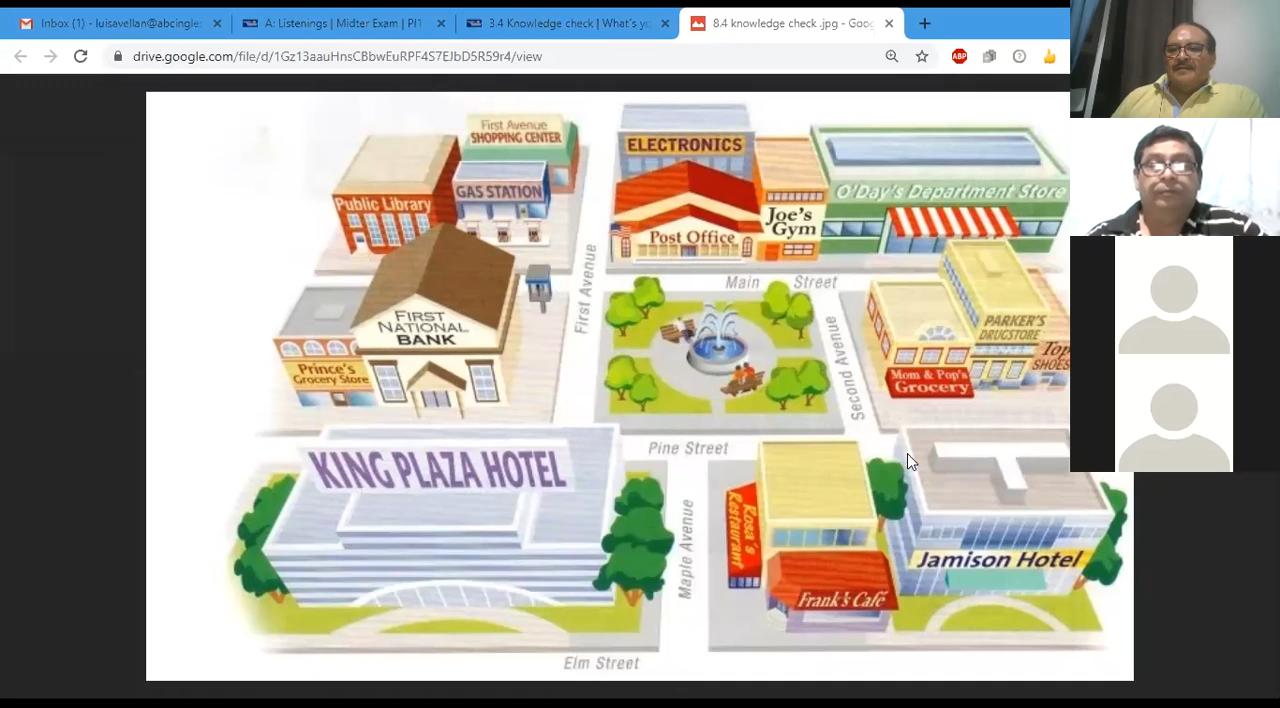 Inbox (1) - luisavellan@abcingles
A: Listenings | Midter Exam | PI1
3.4 Knowledge check | What's yo
8.4 knowledge check .jpg - Goog
drive.google.com/file/d/1Gz13aauHnsCBbwEuRPF4S7EJbD5R59r4/view
ABP
First Avenue
SHOPPING CENTER
ELECTRONICS
GAS STATION
Public Library
O'Day's Department Store
Joe's
Gym
Post Office
Main Street
First Avenue
FIRST
NATIONAL
BANK
Second Avenue
PARKER'S
DRUGSTORE
Top
SHOES
Prince's
Grocery Store
Mom & Pop's
Grocery
Pine Street
KING PLAZA HOTEL
Maple Avenue
Rosa's
Restaurant
Jamison Hotel
Frank's Café
Elm Street